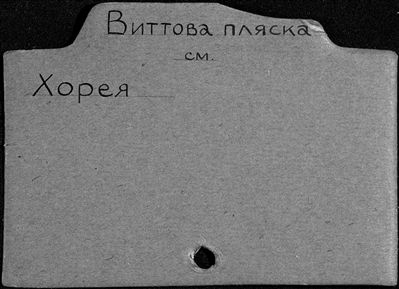 Виттова пляска
см.
Хорея